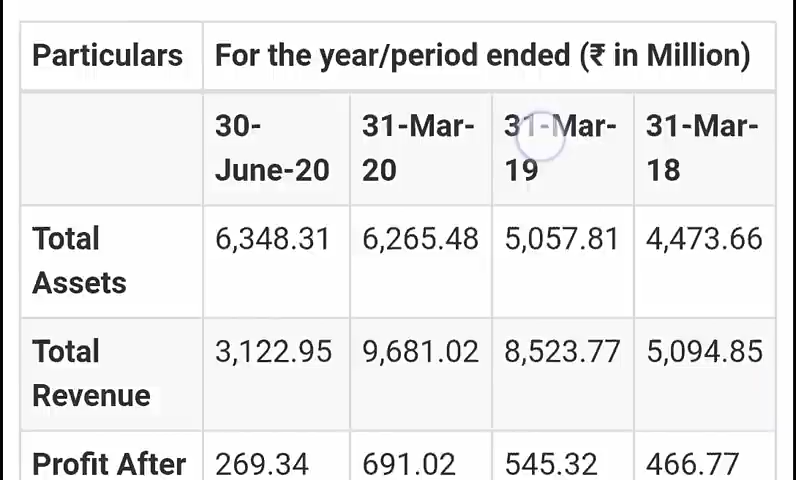 Particulars For the year/period ended (₹ in Million)
30- 31-Mar- 31-Mar- 31-Mar-
June-20 20 19 18
Total 6,348.31 6,265.48 5,057.81 4,473.66
Assets
Total 3,122.95 9,681.02 8,523.77 5,094.85
Revenue
Profit After 269.34 691.02 545.32 466.77